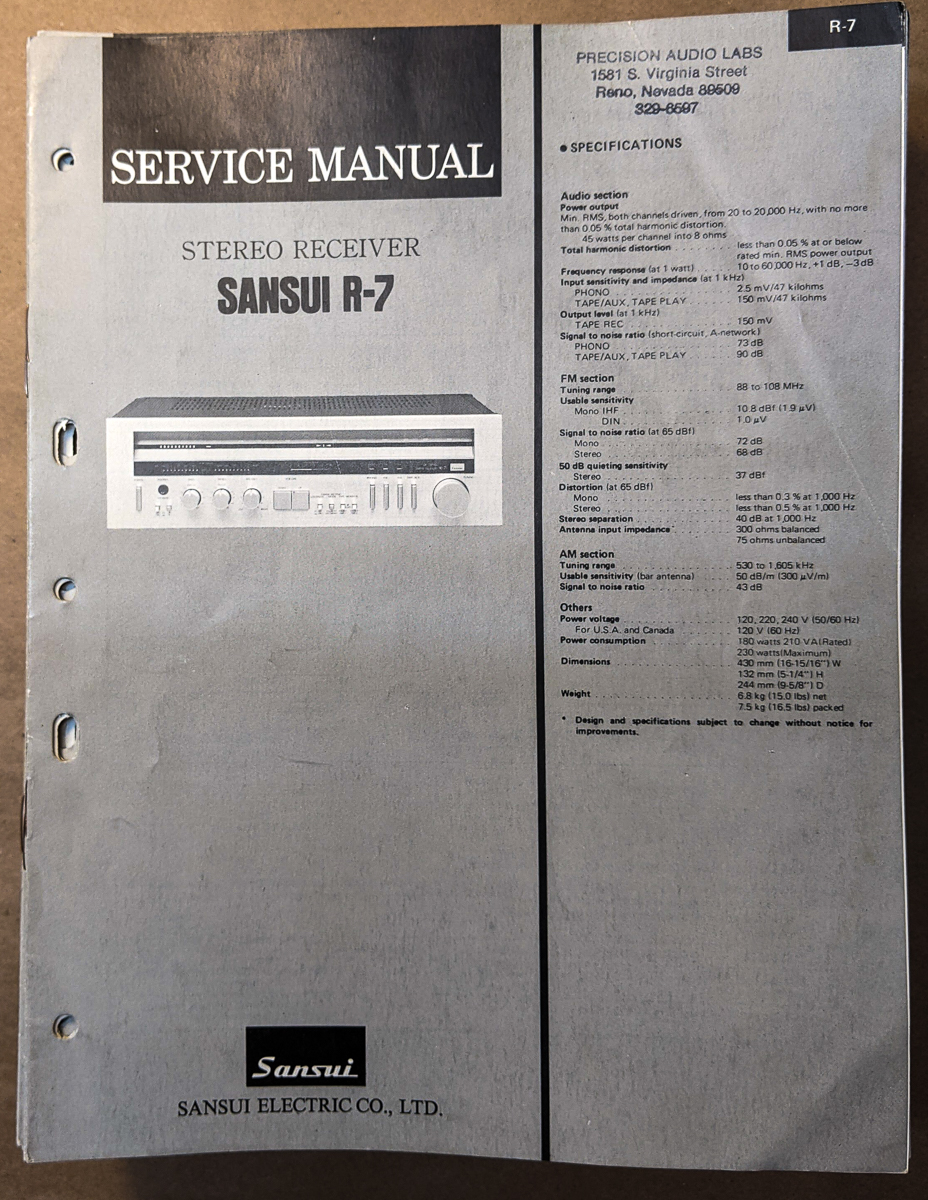 R-7
SERVICE MANUAL
STEREO RECEIVER
SANSUI R-7
Sansui
SANSUI ELECTRIC CO., LTD.
PRECISION AUDIO LABS
1581 S. Virginia Street
Reno, Nevada 89509
329-6597
● SPECIFICATIONS
Audio section
Power output
Min. RMS, both channels driven, from 20 to 20,000 Hz, with no more
than 0.05 % total harmonic distortion.
45 watts per channel into 8 ohms
Total harmonic distortion . . . . . . . . . less than 0.05 % at or below
rated min. RMS power output
Frequency response (at 1 watt) . . . . . 10 to 60,000 Hz, +1 dB, −3 dB
Input sensitivity and impedance (at 1 kHz)
PHONO . . . . . . . . . . . . . . . . . 2.5 mV/47 kilohms
TAPE/AUX, TAPE PLAY . . . . . . . 150 mV/47 kilohms
Output level (at 1 kHz)
TAPE REC . . . . . . . . . . . . . . . 150 mV
Signal to noise ratio (short-circuit, A-network)
PHONO . . . . . . . . . . . . . . . . . 73 dB
TAPE/AUX, TAPE PLAY . . . . . . . 90 dB
FM section
Tuning range . . . . . . . . . . . . . . . . 88 to 108 MHz
Usable sensitivity
Mono IHF . . . . . . . . . . . . . . . 10.8 dBf (1.9 μV)
DIN . . . . . . . . . . . . . . . 1.0 μV
Signal to noise ratio (at 65 dBf)
Mono . . . . . . . . . . . . . . . . . . 72 dB
Stereo . . . . . . . . . . . . . . . . . 68 dB
50 dB quieting sensitivity
Stereo . . . . . . . . . . . . . . . . . 37 dBf
Distortion (at 65 dBf)
Mono . . . . . . . . . . . . . . . . . . less than 0.3 % at 1,000 Hz
Stereo . . . . . . . . . . . . . . . . . less than 0.5 % at 1,000 Hz
Stereo separation . . . . . . . . . . . . . 40 dB at 1,000 Hz
Antenna input impedance . . . . . . . . 300 ohms balanced
75 ohms unbalanced
AM section
Tuning range . . . . . . . . . . . . . . . . 530 to 1,605 kHz
Usable sensitivity (bar antenna) . . . . . 50 dB/m (300 μV/m)
Signal to noise ratio . . . . . . . . . . . . 43 dB
Others
Power voltage . . . . . . . . . . . . . . . 120, 220, 240 V (50/60 Hz)
For U.S.A. and Canada . . . . . . . . 120 V (60 Hz)
Power consumption . . . . . . . . . . . . 180 watts 210 VA(Rated)
230 watts(Maximum)
Dimensions . . . . . . . . . . . . . . . . . 430 mm (16-15/16") W
132 mm (5-1/4") H
244 mm (9-5/8") D
Weight . . . . . . . . . . . . . . . . . . . . 6.8 kg (15.0 lbs) net
7.5 kg (16.5 lbs) packed
* Design and specifications subject to change without notice for
improvements.